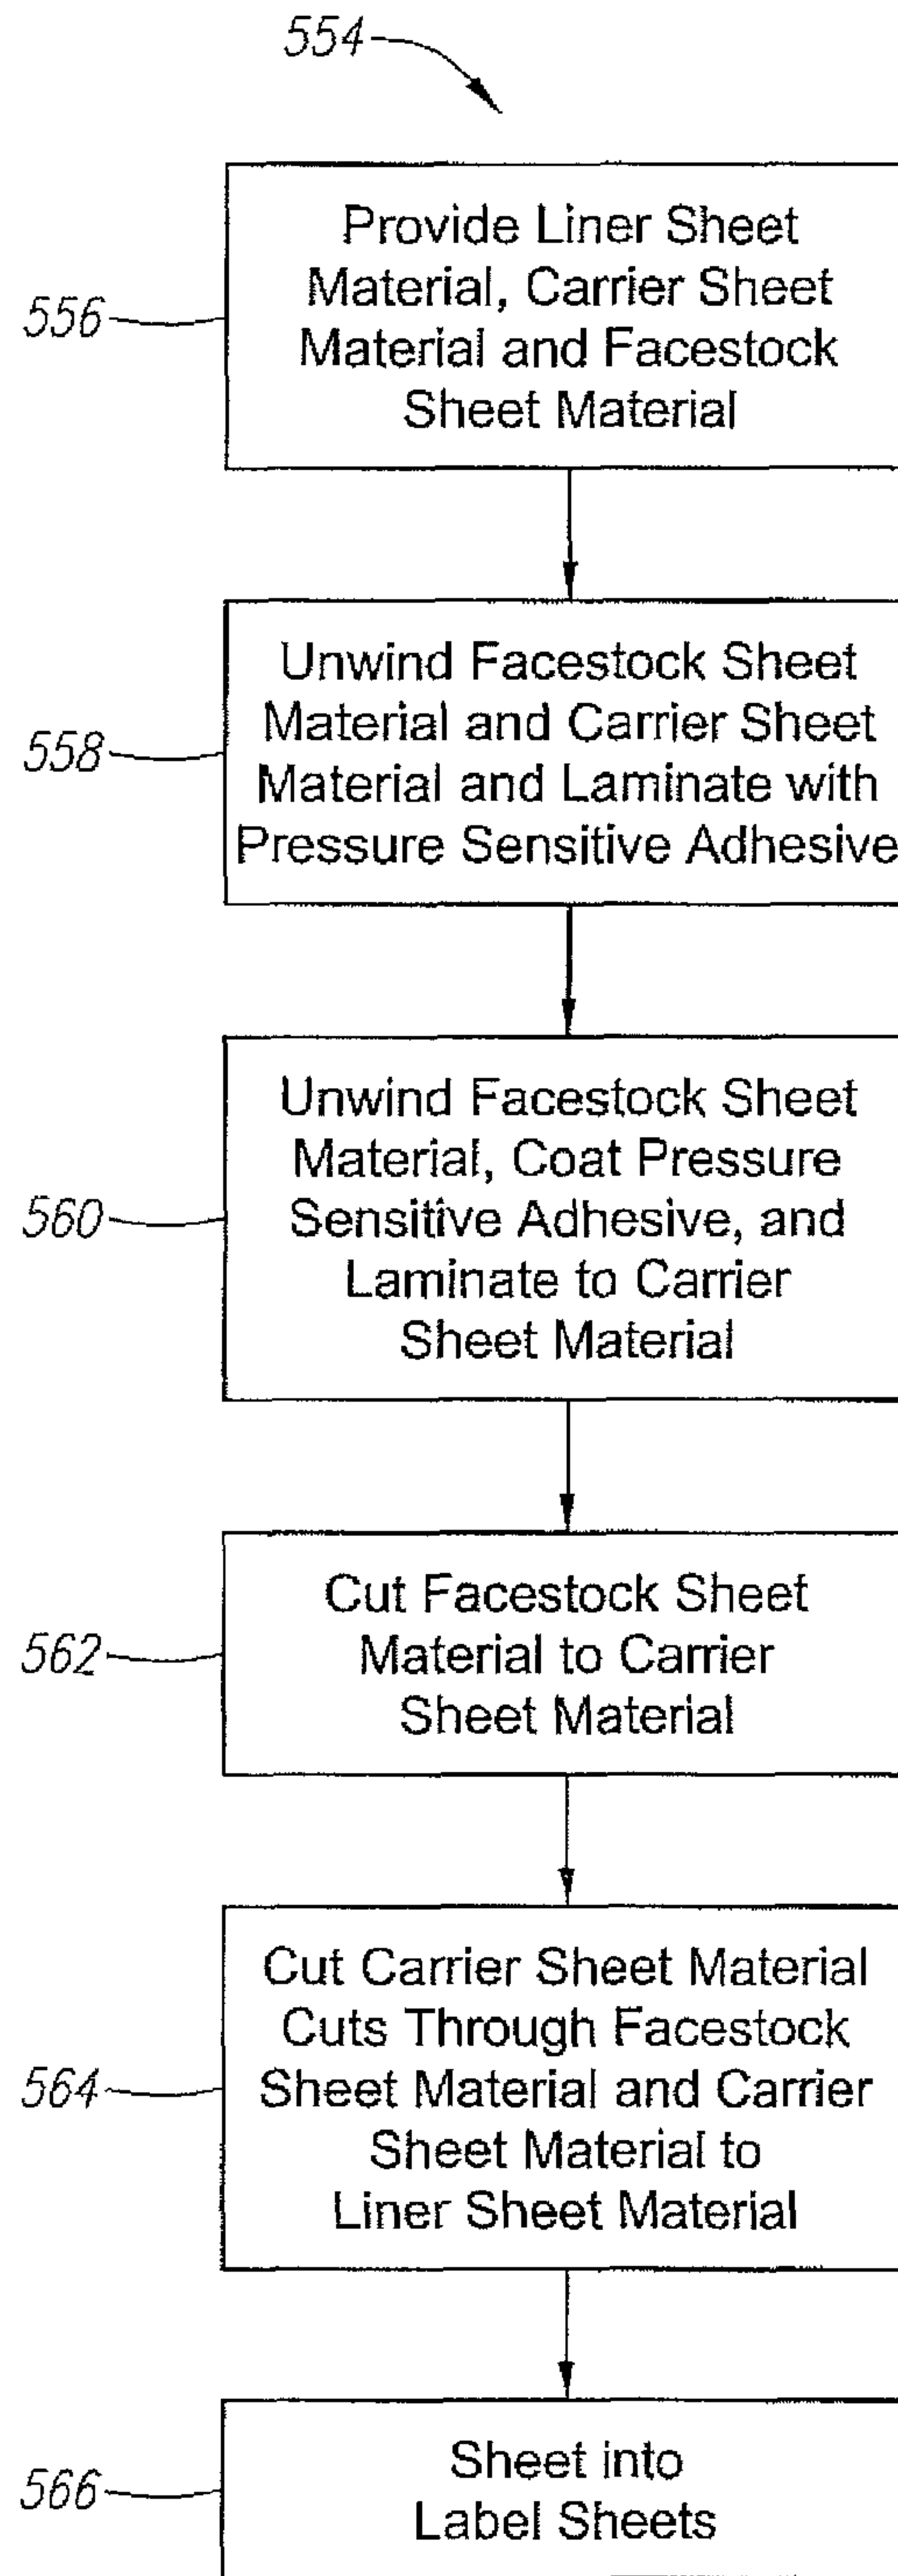 554
556
Provide Liner Sheet
Material, Carrier Sheet
Material and Facestock
Sheet Material
558
Unwind Facestock Sheet
Material and Carrier Sheet
Material and Laminate with
Pressure Sensitive Adhesive
560
Unwind Facestock Sheet
Material, Coat Pressure
Sensitive Adhesive, and
Laminate to Carrier
Sheet Material
562
Cut Facestock Sheet
Material to Carrier
Sheet Material
564
Cut Carrier Sheet Material
Cuts Through Facestock
Sheet Material and Carrier
Sheet Material to
Liner Sheet Material
566
Sheet into
Label Sheets